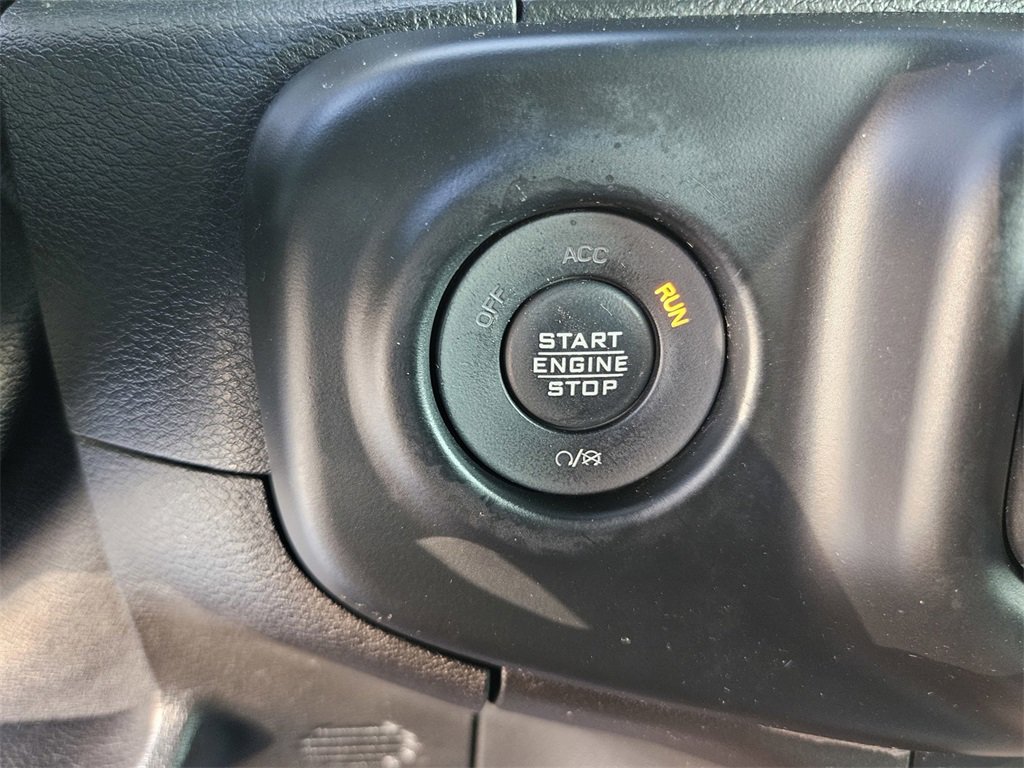 OFF
ACC
RUN
START
ENGINE
STOP